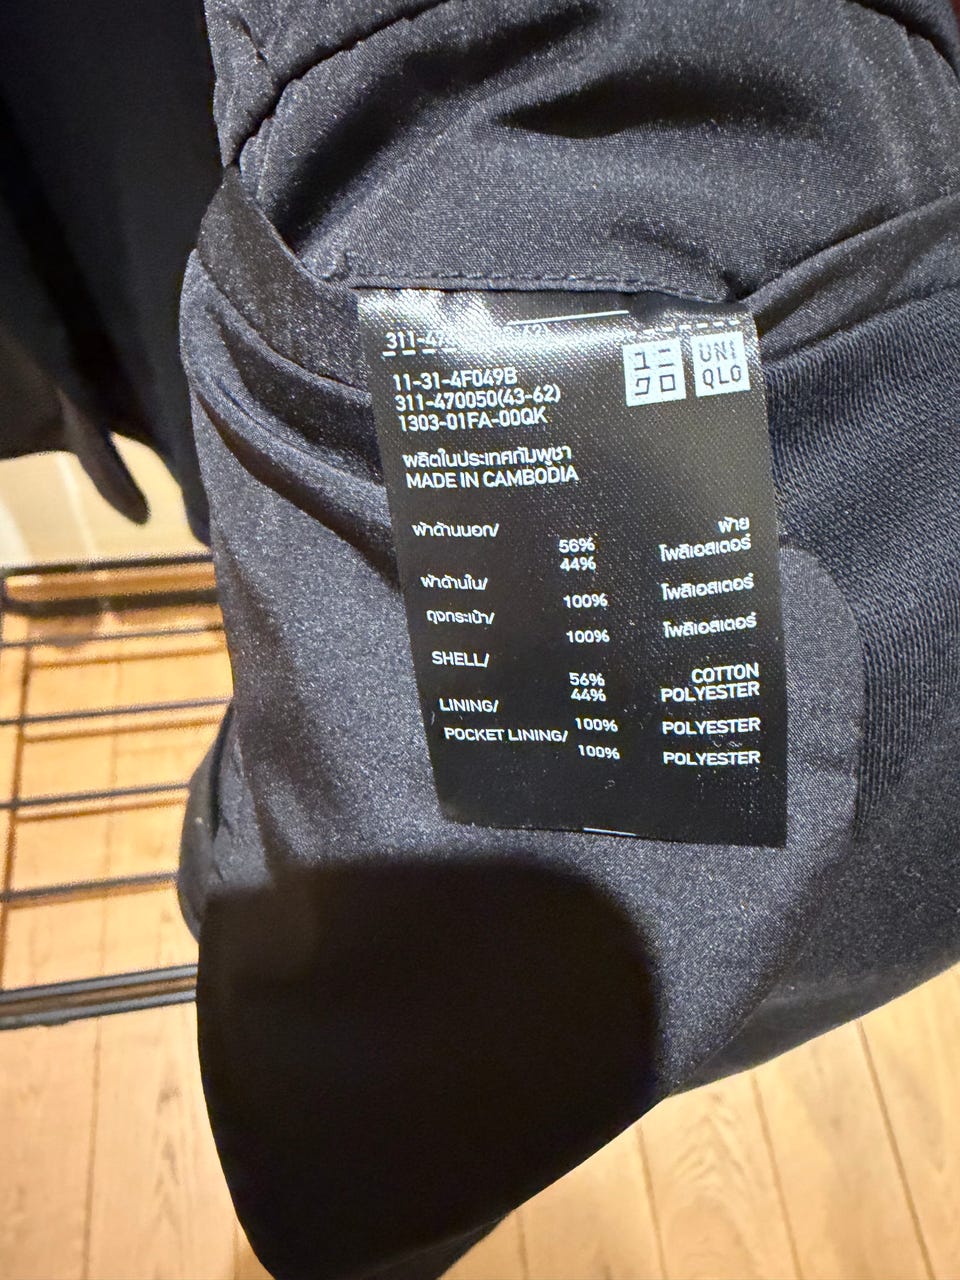 311-47
ユニ
クロ
UNI
QLO
11-31-4F049B
311-470050(43-62)
1303-01FA-00QK
ผลิตในประเทศกัมพูชา
MADE IN CAMBODIA
ผ้าด้านนอก/
56% ฝ้าย
44% โพลิเอสเตอร์
ผ้าด้านใน/
100% โพลิเอสเตอร์
ถุงกระเป๋า/
100% โพลิเอสเตอร์
SHELL/
56% COTTON
44% POLYESTER
LINING/
100% POLYESTER
POCKET LINING/
100% POLYESTER